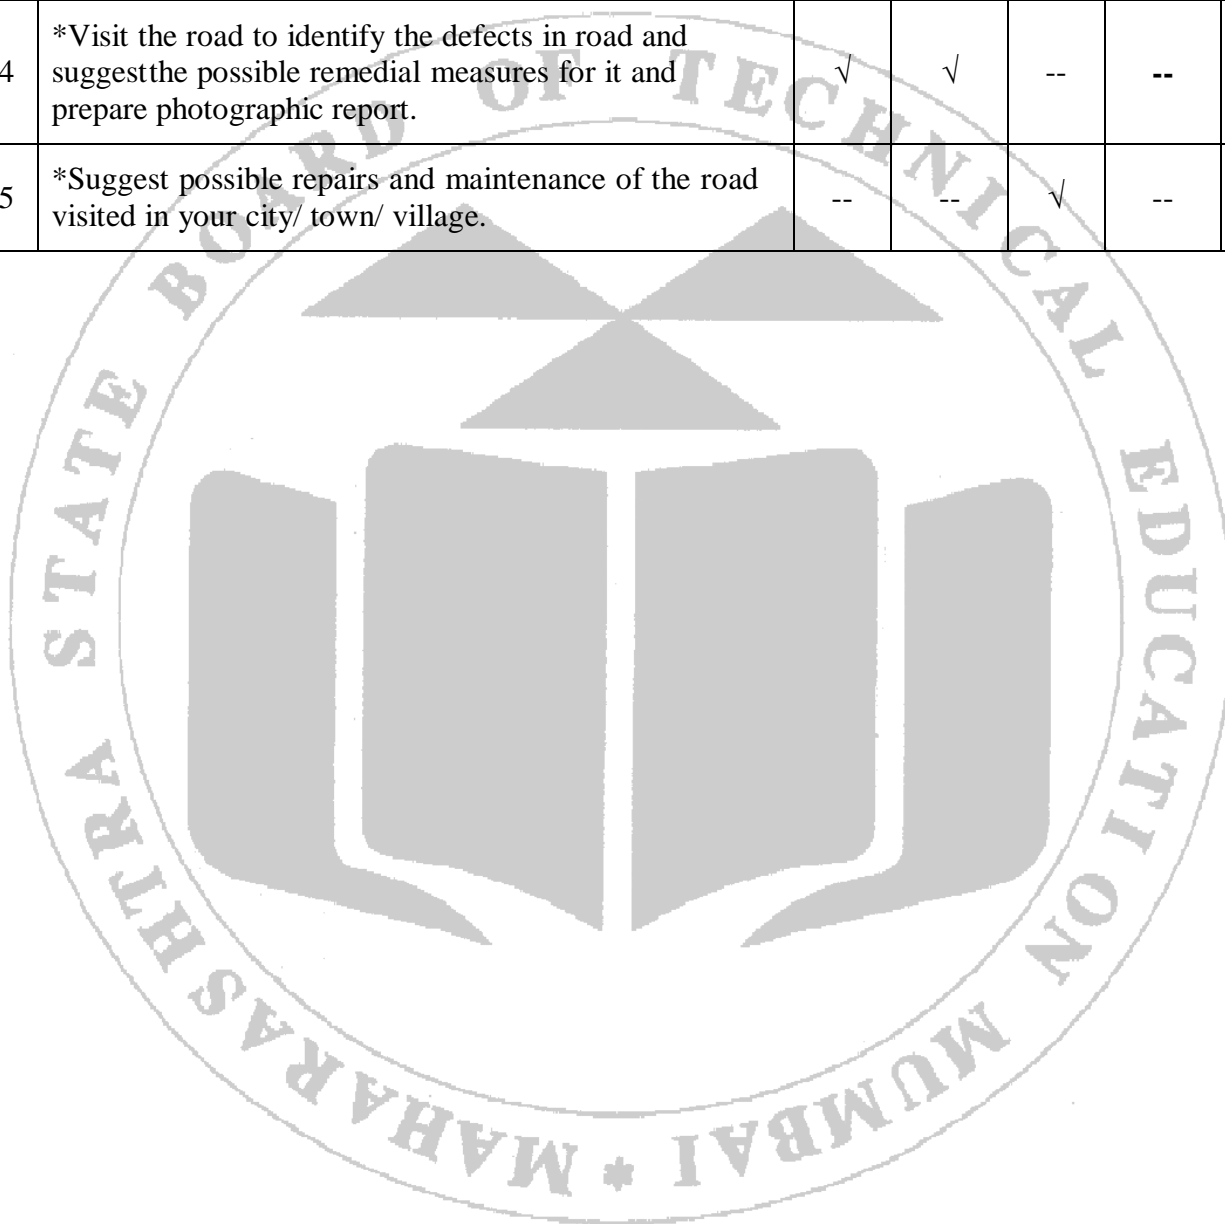 4 *Visit the road to identify the defects in road and
suggestthe possible remedial measures for it and √ √ -- --
prepare photographic report.
5 *Suggest possible repairs and maintenance of the road
visited in your city/ town/ village. -- -- √ --
MAHARASHTRA STATE BOARD OF TECHNICAL EDUCATION MUMBAI *